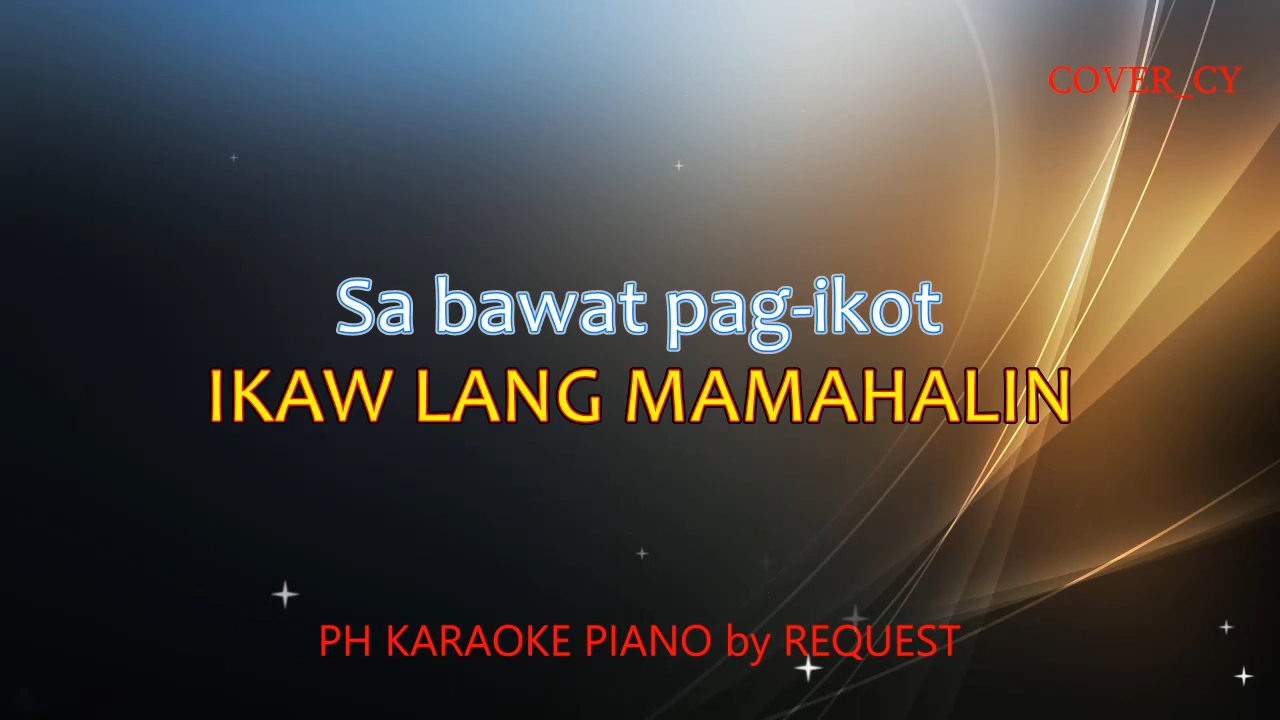 COVER_CY
Sa bawat pag-ikot
IKAW LANG MAMAHALIN
PH KARAOKE PIANO by REQUEST